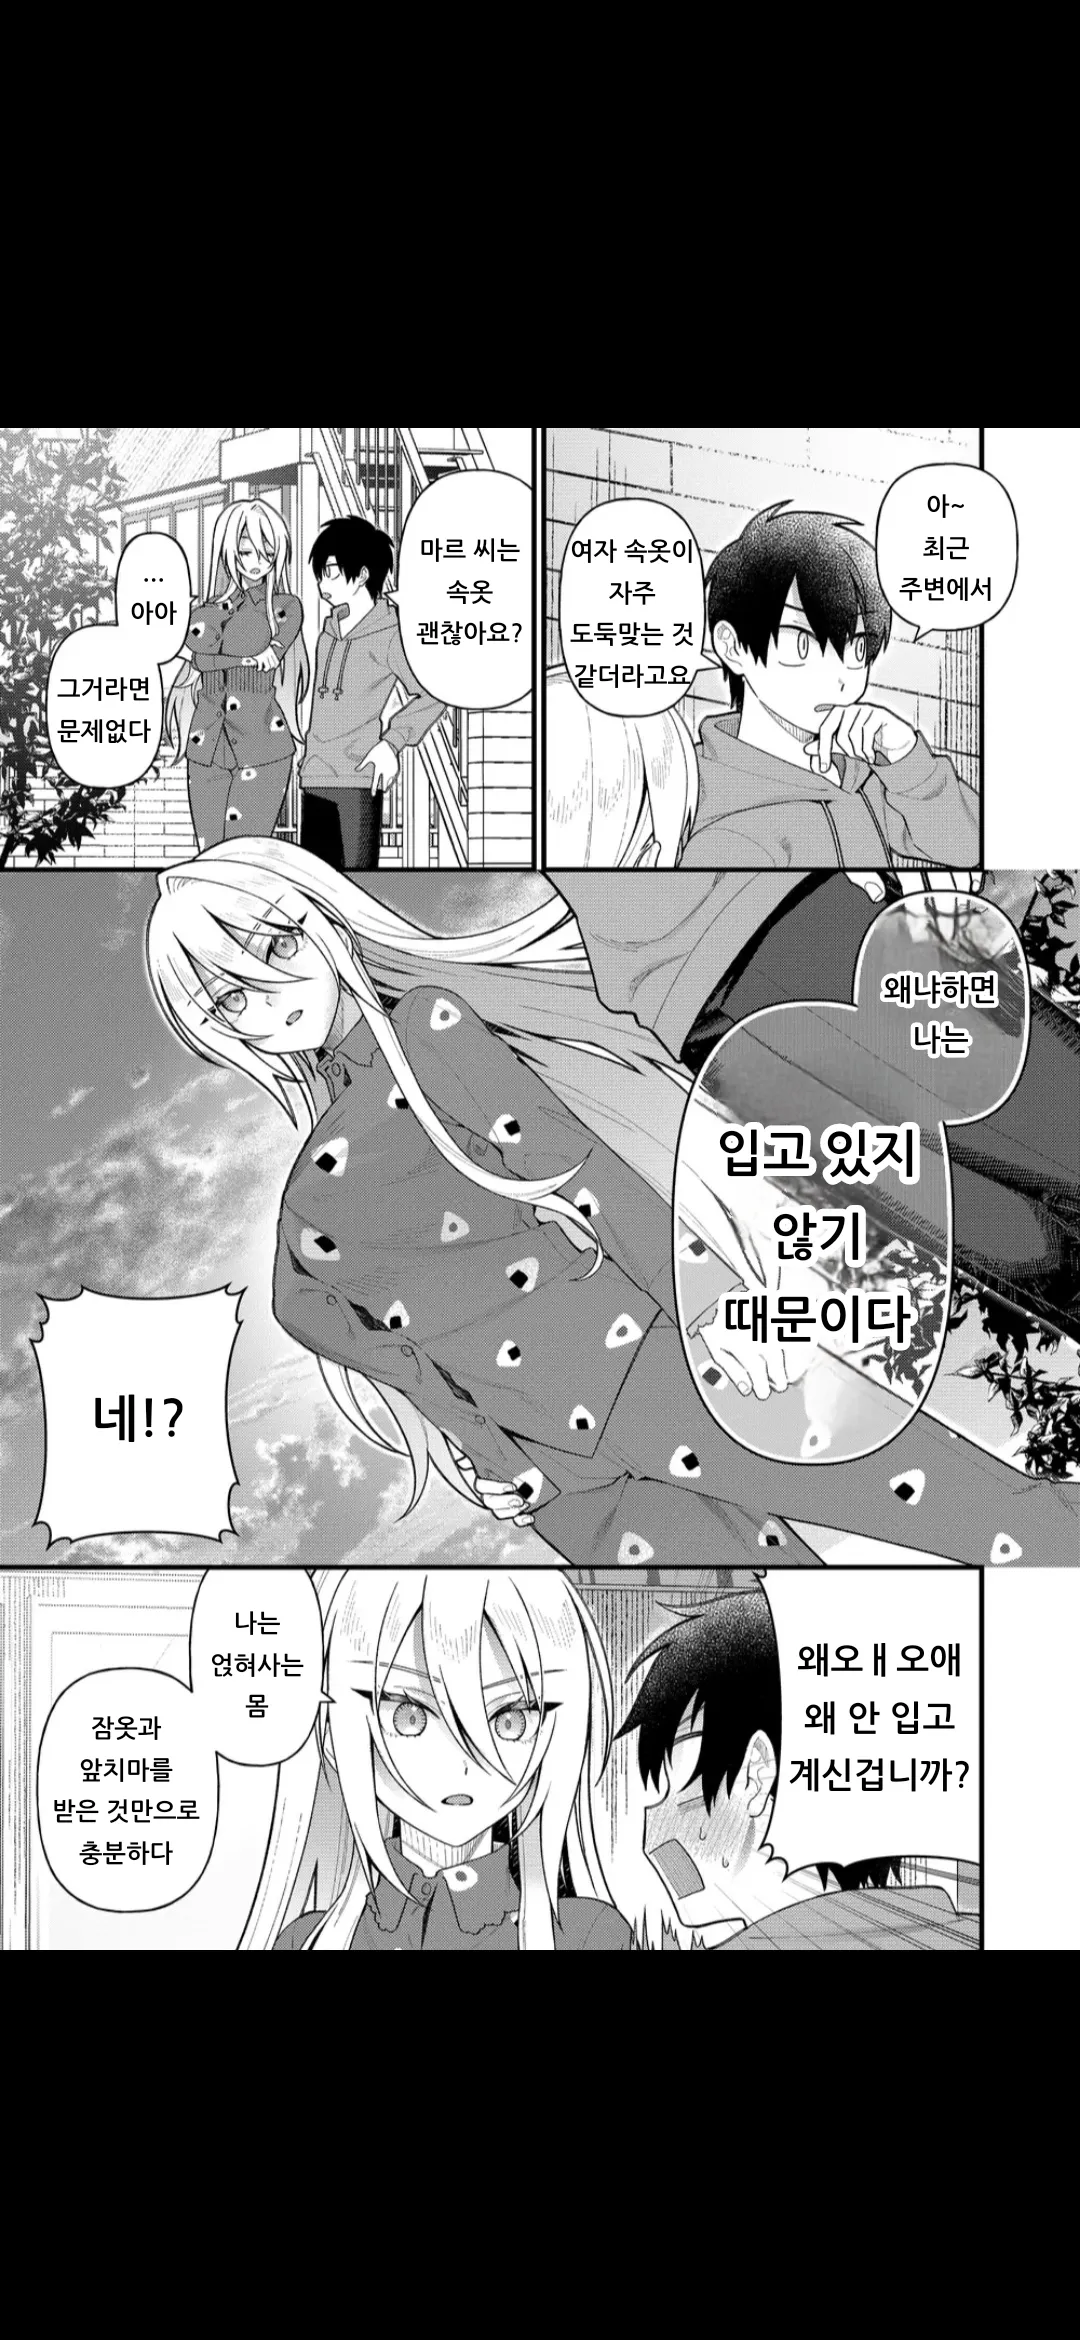 아~
최근
주변에서
여자 속옷이
자주
도둑맞는 것
같더라고요
마르 씨는
속옷
괜찮아요?
...
아아
그거라면
문제없다
왜냐하면
나는
입고 있지
않기
때문이다
네!?
왜오ㅐ오애
왜 안 입고
계신겁니까?
나는
얹혀사는
몸
잠옷과
앞치마를
받은 것만으로
충분하다